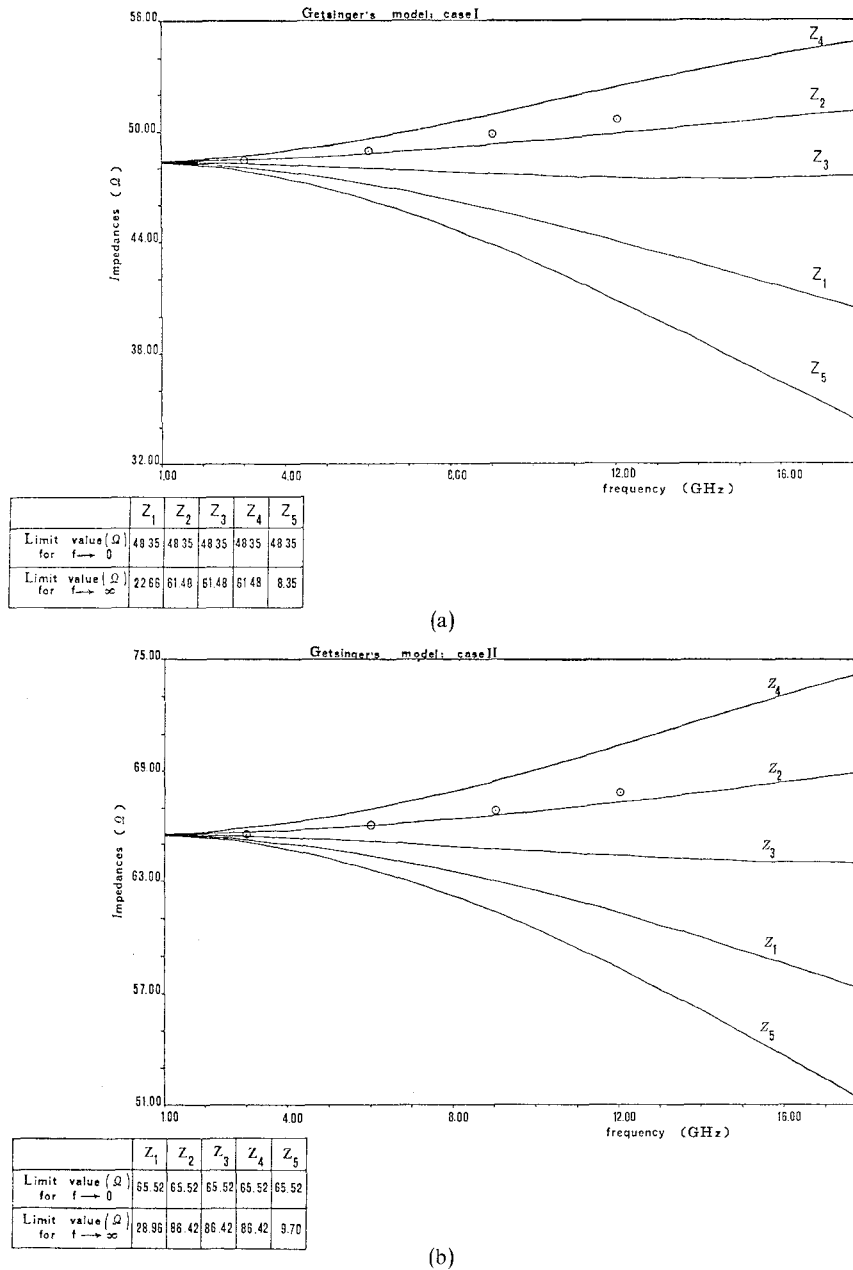 Getsinger's model: case I
56.00
50.00
44.00
38.00
32.00
Impedances (Ω)
Z4
Z2
Z3
Z1
Z5
1.00 4.00 8.00 12.00 16.00
frequency (GHz)
Z1 Z2 Z3 Z4 Z5
Limit value (Ω) for f → 0 48.35 48.35 48.35 48.35 48.35
Limit value (Ω) for f → ∞ 22.66 61.48 61.48 61.48 8.35
(a)
Getsinger's model: case II
75.00
69.00
63.00
57.00
51.00
Impedances (Ω)
Z4
Z2
Z3
Z1
Z5
1.00 4.00 8.00 12.00 16.00
frequency (GHz)
Z1 Z2 Z3 Z4 Z5
Limit value (Ω) for f → 0 65.52 65.52 65.52 65.52 65.52
Limit value (Ω) for f → ∞ 28.96 86.42 86.42 86.42 9.70
(b)